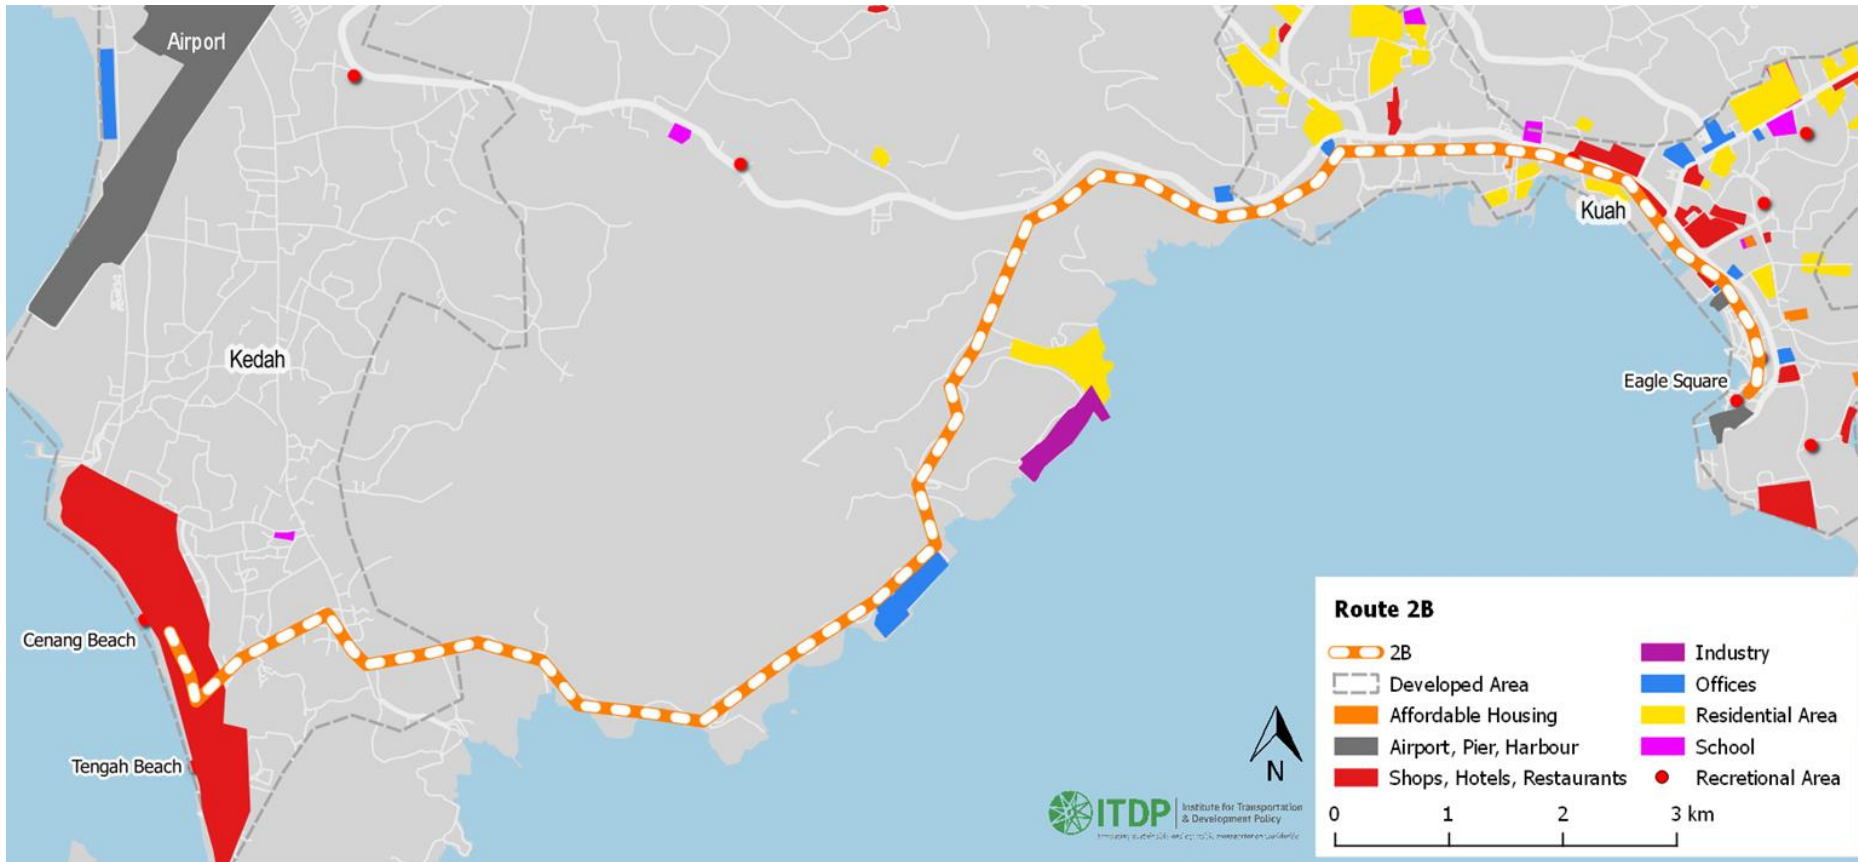 Airport
Kedah
Kuah
Eagle Square
Cenang Beach
Tengah Beach
N
ITDP
Institute for Transportation
& Development Policy
Route 2B
2B
Developed Area
Affordable Housing
Airport, Pier, Harbour
Shops, Hotels, Restaurants
Industry
Offices
Residential Area
School
Recretional Area
0 1 2 3 km